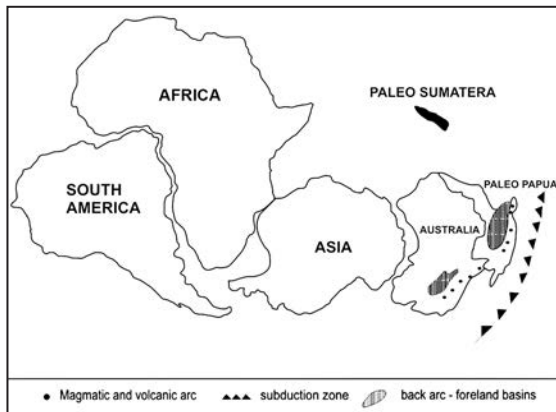 AFRICA
PALEO SUMATERA
SOUTH
AMERICA
PALEO PAPUA
AUSTRALIA
ASIA
Magmatic and volcanic arc
subduction zone
back arc - foreland basins